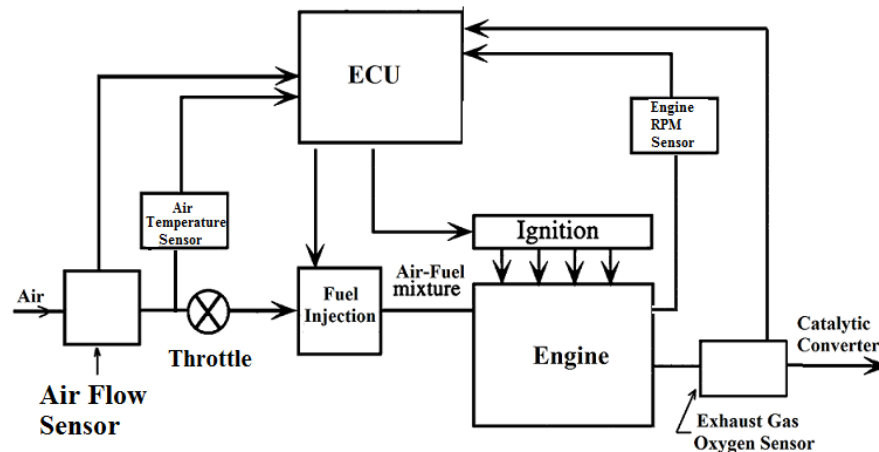 ECU
Engine
RPM
Sensor
Air
Temperature
Sensor
Ignition
Air
Air-Fuel
mixture
Fuel
Injection
Throttle
Engine
Catalytic
Converter
Air Flow
Sensor
Exhaust Gas
Oxygen Sensor